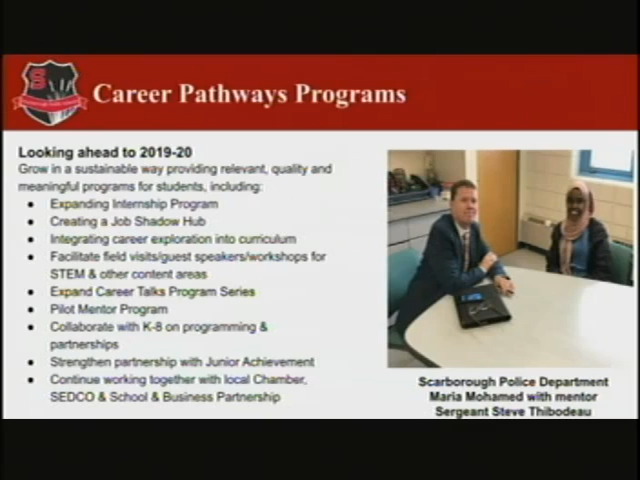 S
Career Pathways Programs
Looking ahead to 2019-20
Grow in a sustainable way providing relevant, quality and
meaningful programs for students, including:
● Expanding Internship Program
● Creating a Job Shadow Hub
● Integrating career exploration into curriculum
● Facilitate field visits/guest speakers/workshops for
STEM & other content areas
● Expand Career Talks Program Series
● Pilot Mentor Program
● Collaborate with K-8 on programming &
partnerships
● Strengthen partnership with Junior Achievement
● Continue working together with local Chamber,
SEDCO & School & Business Partnership
Scarborough Police Department
Maria Mohamed with mentor
Sergeant Steve Thibodeau